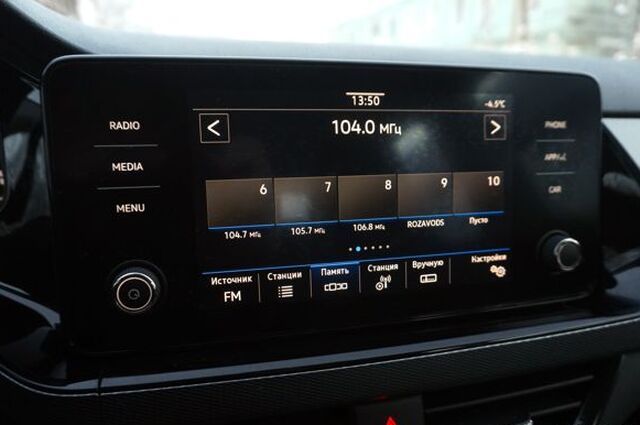 13:50
-4.5°C
RADIO
MEDIA
MENU
104.0 МГц
PHONE
CAR
6
7
8
9
10
104.7 МГц
105.7 МГц
106.8 МГц
ROZAVODS
Пусто
Источник
FM
Станции
Память
Станция
Вручную
Настройки